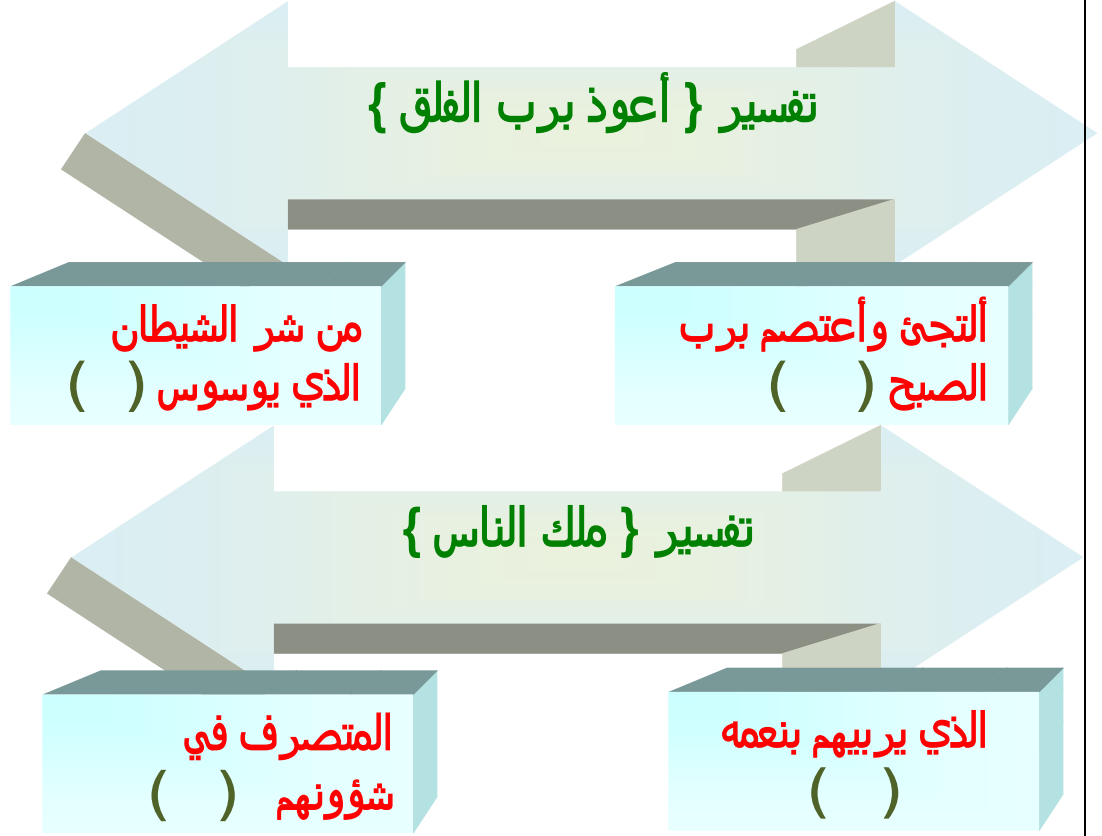 تفسير { أعوذ برب الفلق }
ألتجئ وأعتصم برب
الصبح ( )
من شر الشيطان
الذي يوسوس ( )
تفسير { ملك الناس }
الذي يربيهم بنعمه
( )
المتصرف في
شؤونهم ( )